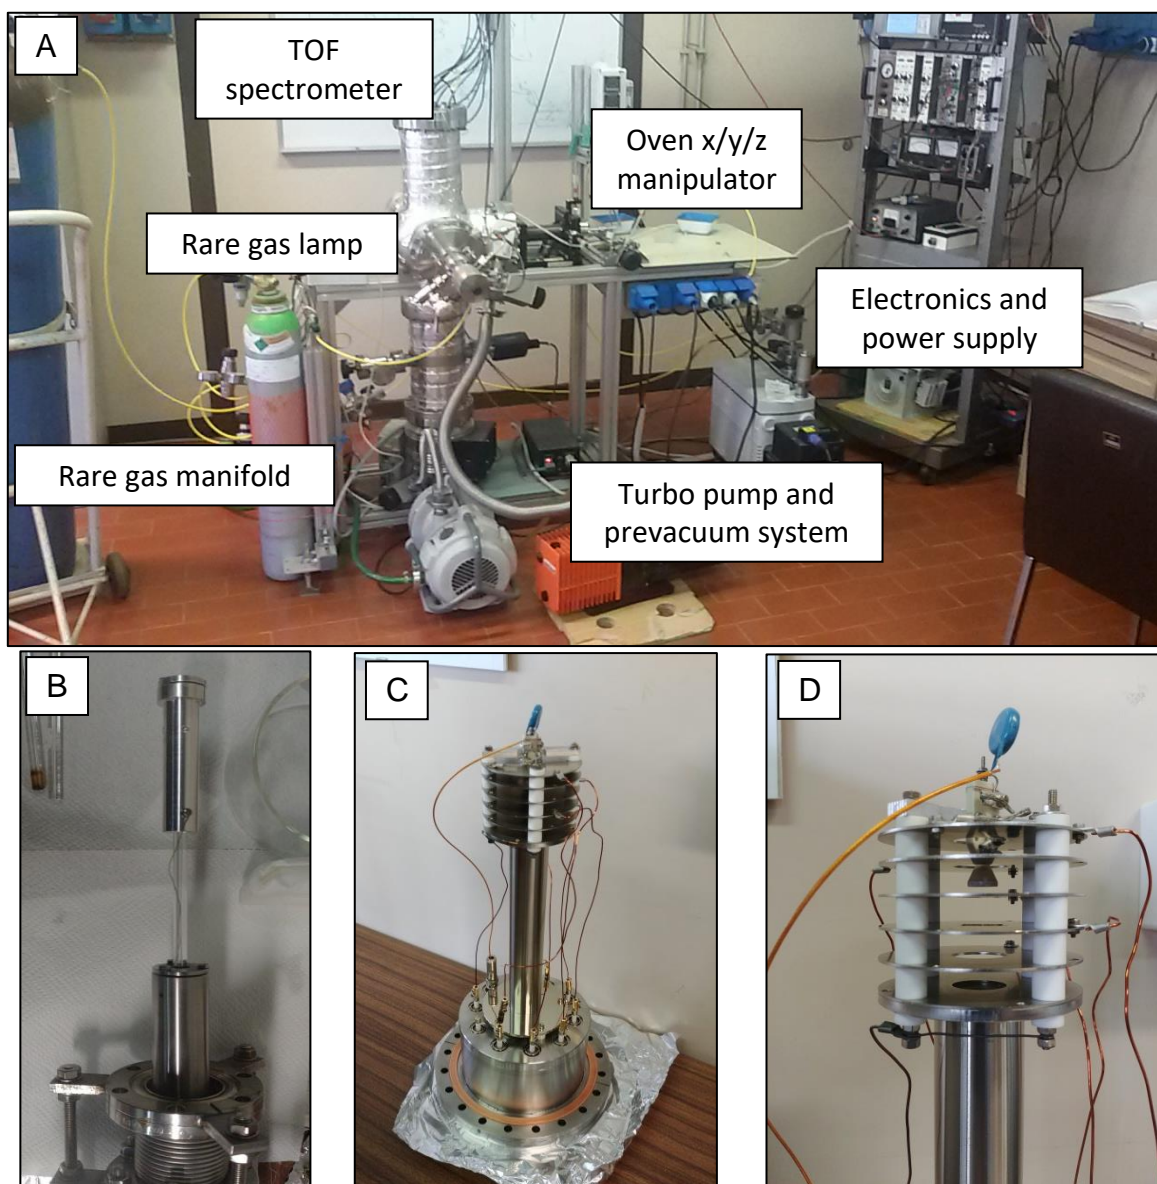 A
TOF
spectrometer
Oven x/y/z
manipulator
Rare gas lamp
Electronics and
power supply
Rare gas manifold
Turbo pump and
prevacuum system
B
C
D